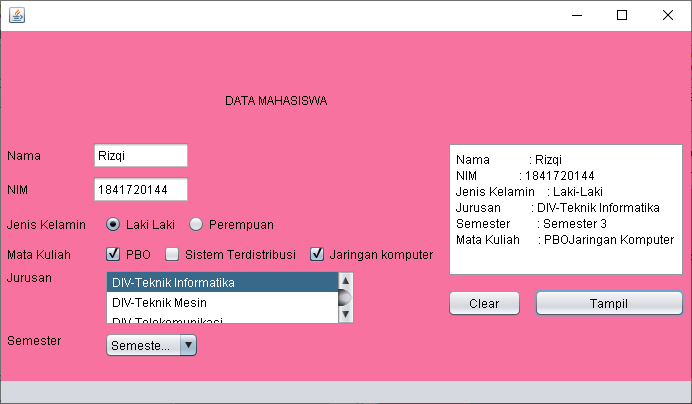 DATA MAHASISWA
Nama Rizqi
NIM 1841720144
Jenis Kelamin Laki Laki Perempuan
Mata Kuliah PBO Sistem Terdistribusi Jaringan komputer
Jurusan DIV-Teknik Informatika
DIV-Teknik Mesin
DIV-Telekomunikasi
Semester Semeste...
Nama : Rizqi
NIM : 1841720144
Jenis Kelamin : Laki-Laki
Jurusan : DIV-Teknik Informatika
Semester : Semester 3
Mata Kuliah : PBOJaringan Komputer
Clear Tampil